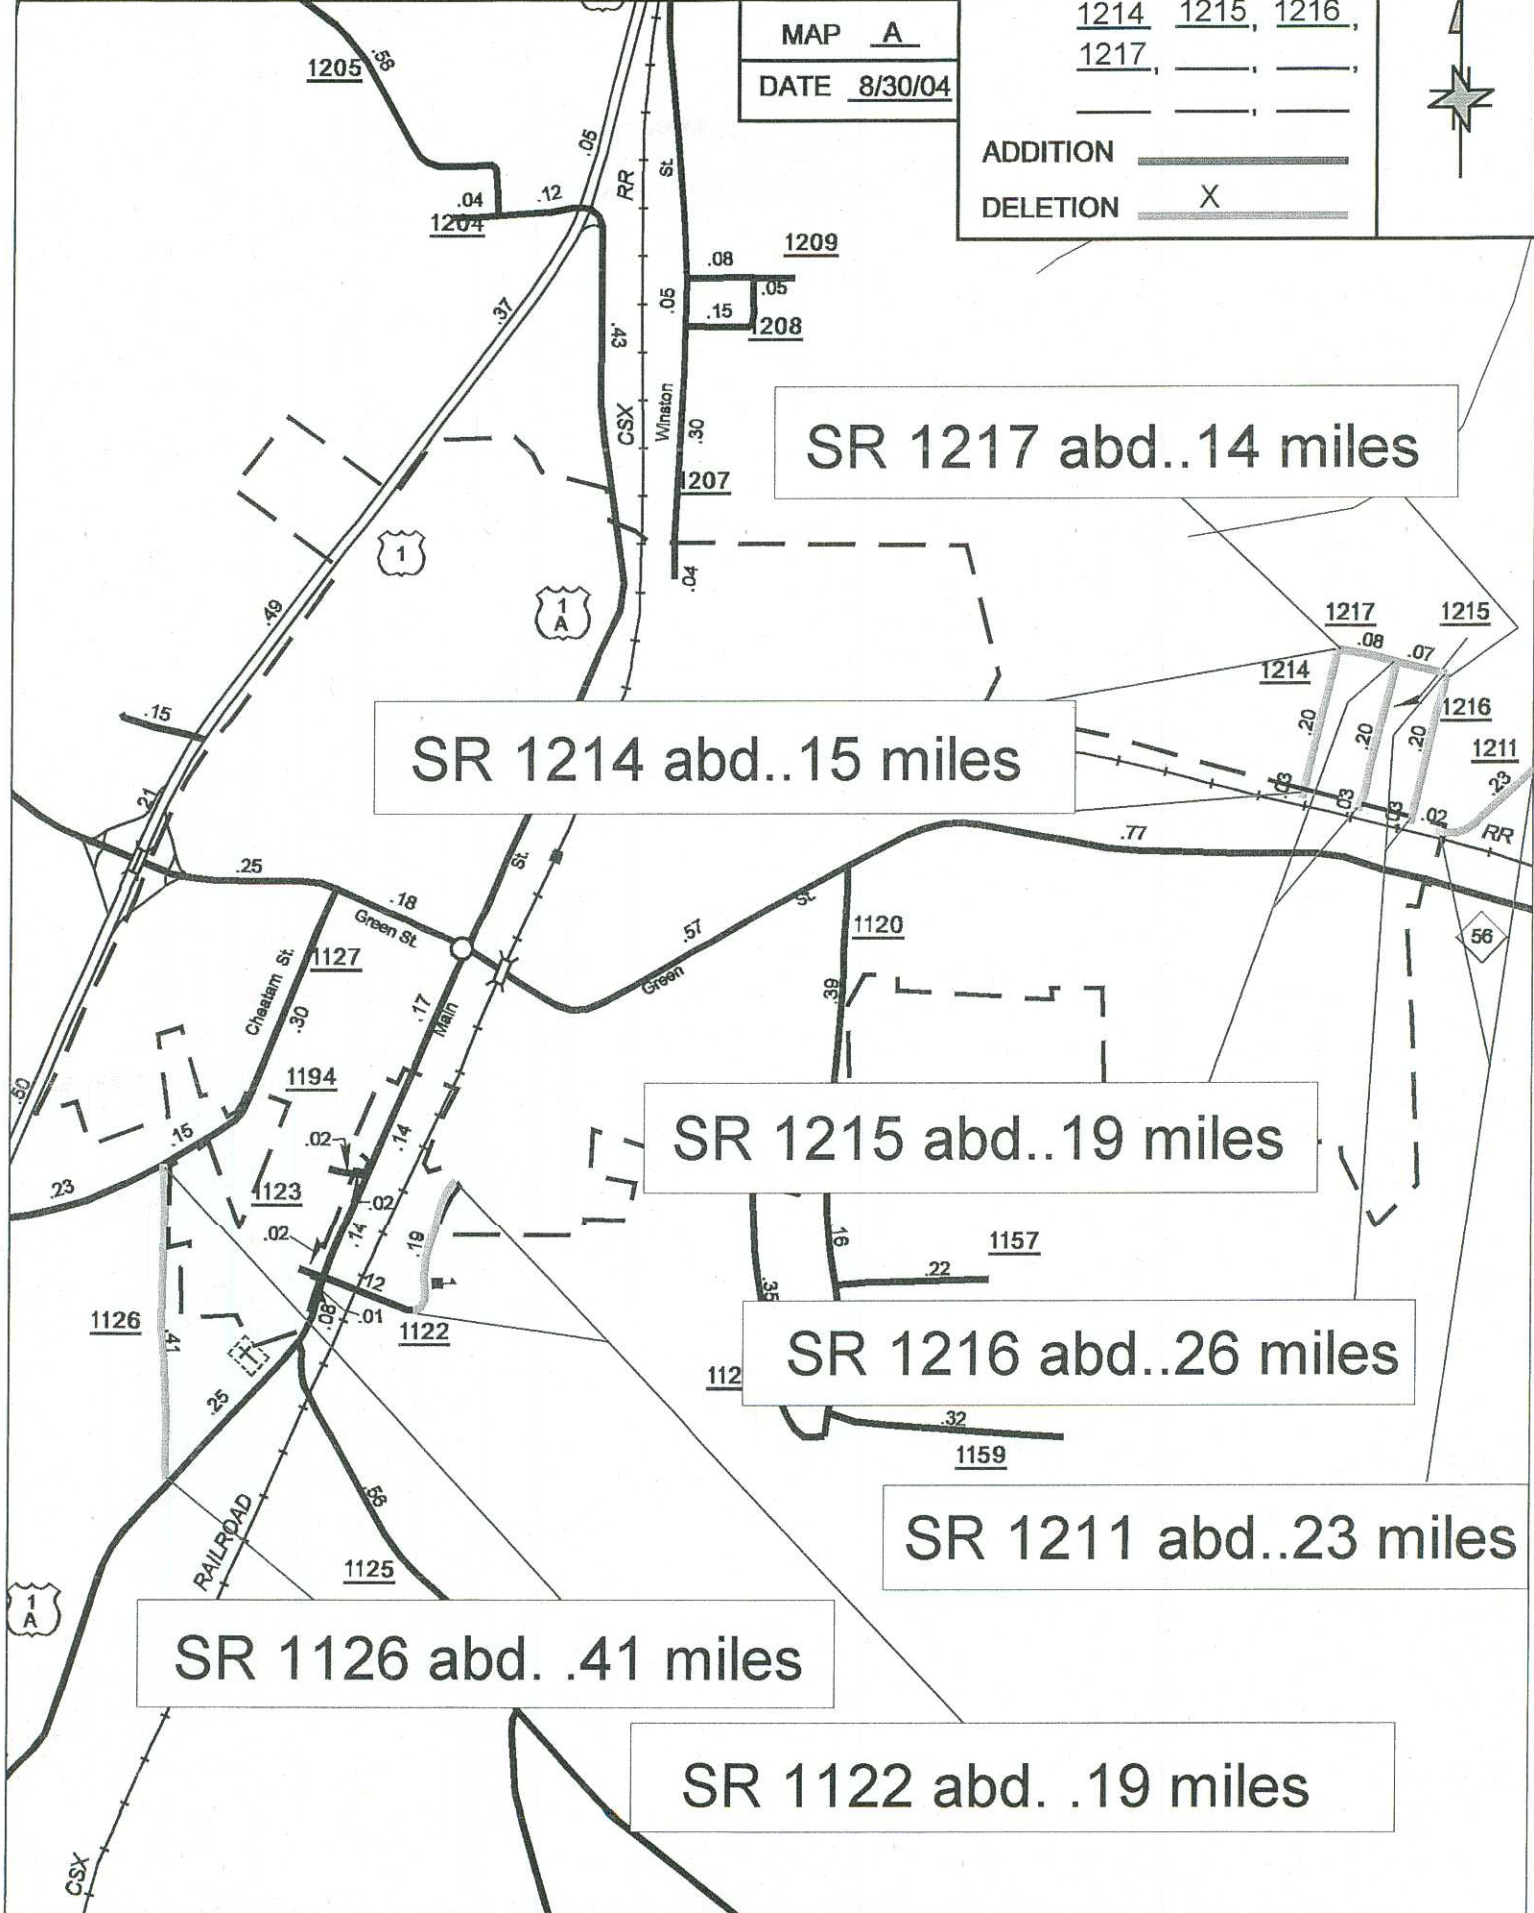 1214 1215, 1216,
MAP A
1217, , ,
DATE 8/30/04
ADDITION
DELETION X
1205
.58
.05
RR
St.
.04
.12
1204
1209
.08
.05
.05
.15
1208
.37
.43
CSX
Winston
.30
1207
SR 1217 abd..14 miles
1
.04
1
A
.49
1217
1215
.08
.07
1214
1216
.15
.20
.20
.20
1211
.23
SR 1214 abd..15 miles
.21
.03
.03
.03
.02
RR
.77
.25
St.
.18
Green St.
.57
St.
Green
1120
56
1127
Cheatam St.
.30
.17
Main
.39
.50
1194
.15
.02
.14
SR 1215 abd..19 miles
.23
1123
.02
.02
.14
.19
.16
1157
.22
.12
.35
1126
.41
.08
.01
1122
SR 1216 abd..26 miles
112
.25
.32
1159
.56
RAILROAD
SR 1211 abd..23 miles
1125
1
A
SR 1126 abd. .41 miles
SR 1122 abd. .19 miles
CSX